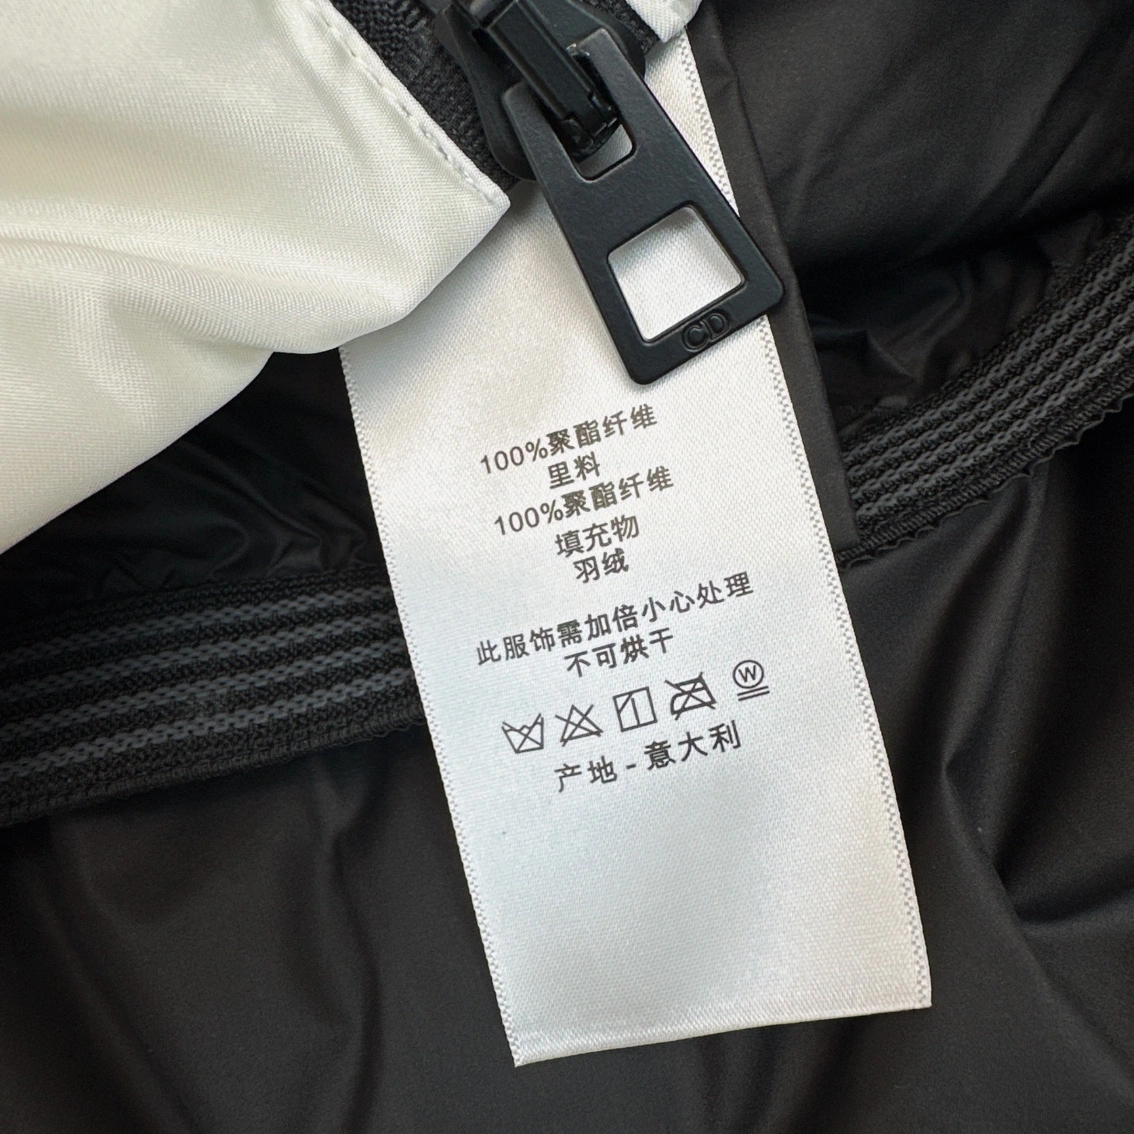 CD
100%聚酯纤维
里料
100%聚酯纤维
填充物
羽绒
此服饰需加倍小心处理
不可烘干
W
产地 - 意大利